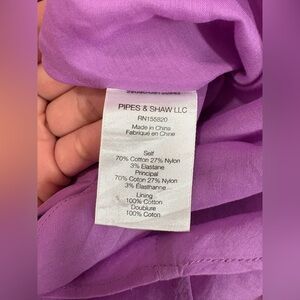 PIPES & SHAW LLC
RN155820
Made in China
Fabriqué en Chine
Self
70% Cotton 27% Nylon
3% Elastane
Principal
70% Coton 27% Nylon
3% Élasthanne
Lining
100% Cotton
Doublure
100% Coton